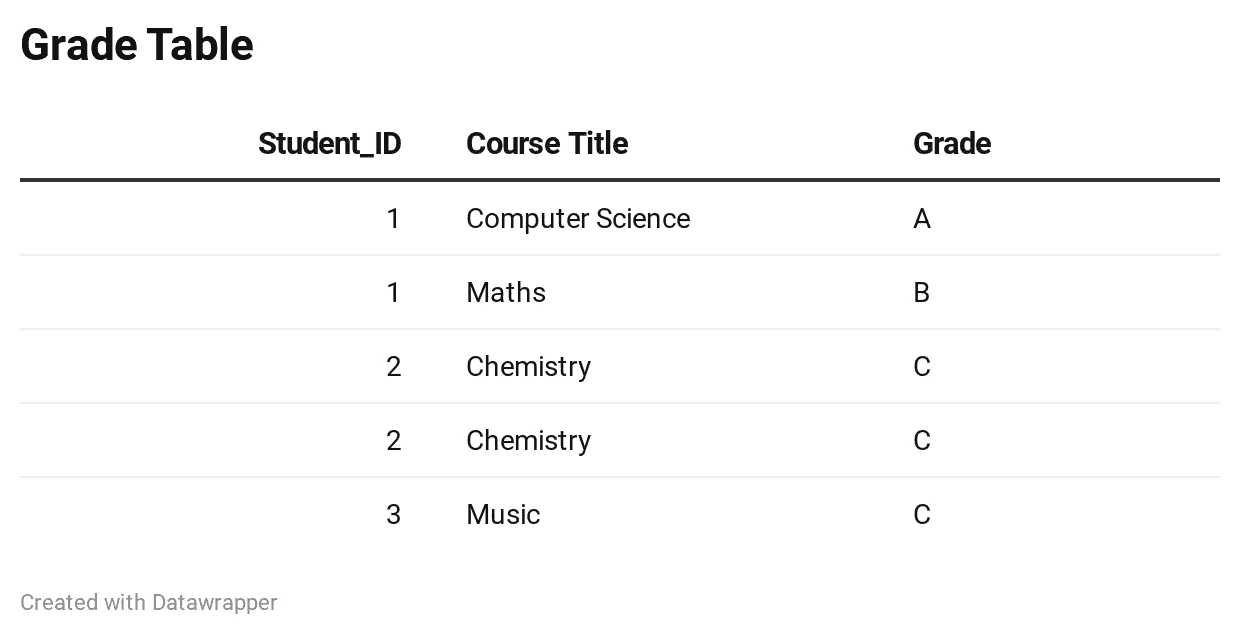 Grade Table
Student_ID Course Title Grade
1 Computer Science A
1 Maths B
2 Chemistry C
2 Chemistry C
3 Music C
Created with Datawrapper